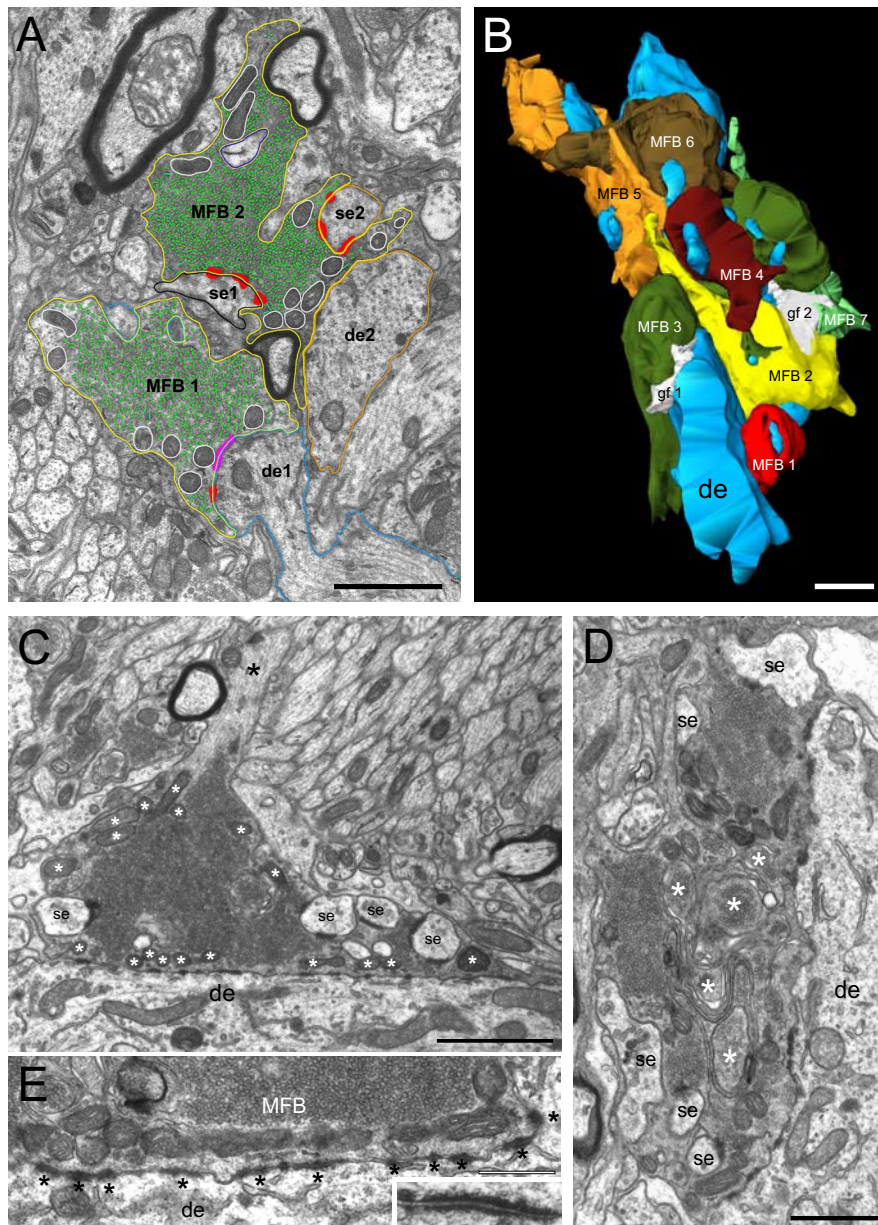 A
MFB 2
se2
se1
de2
MFB 1
de1
B
MFB 6
MFB 5
MFB 4
gf 2
MFB 7
MFB 3
MFB 2
gf 1
MFB 1
de
C
*
* *
* *
*
* *
se se se
se
* * * * * * * * * *
*
de
D
se
se
*
* *
*
de
*
se
se
se
E
MFB
*
* * * * * * * *
de